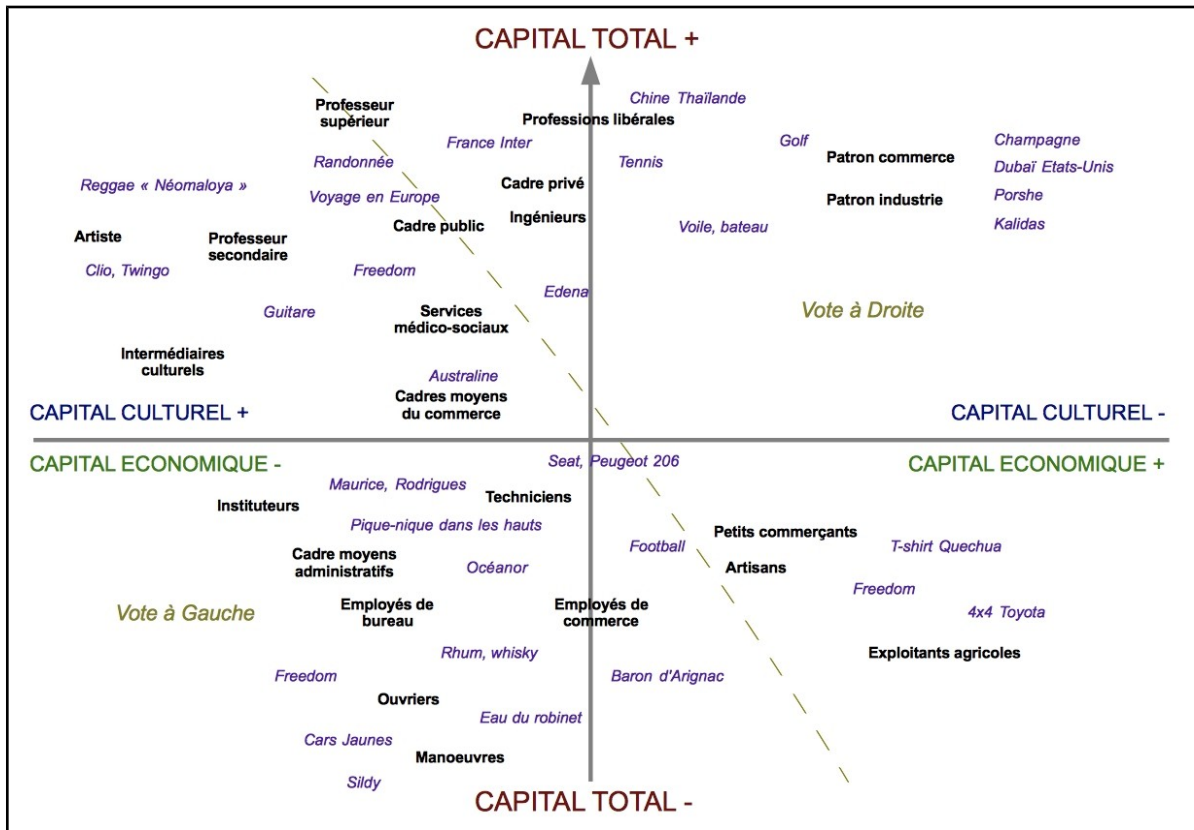 CAPITAL TOTAL +
Chine Thaïlande
Professeur
supérieur
Professions libérales
France Inter
Golf
Champagne
Randonnée
Tennis
Patron commerce
Dubaï Etats-Unis
Reggae « Néomaloya »
Cadre privé
Voyage en Europe
Patron industrie
Porshe
Ingénieurs
Cadre public
Voile, bateau
Kalidas
Artiste
Professeur
secondaire
Clio, Twingo
Freedom
Edena
Guitare
Services
médico-sociaux
Vote à Droite
Intermédiaires
culturels
Australine
Cadres moyens
du commerce
CAPITAL CULTUREL +
CAPITAL CULTUREL -
CAPITAL ECONOMIQUE -
Seat, Peugeot 206
CAPITAL ECONOMIQUE +
Maurice, Rodrigues
Instituteurs
Techniciens
Pique-nique dans les hauts
Petits commerçants
Cadre moyens
administratifs
Football
T-shirt Quechua
Océanor
Artisans
Freedom
Vote à Gauche
Employés de
bureau
Employés de
commerce
4x4 Toyota
Rhum, whisky
Exploitants agricoles
Freedom
Baron d'Arignac
Ouvriers
Eau du robinet
Cars Jaunes
Manoeuvres
Sildy
CAPITAL TOTAL -